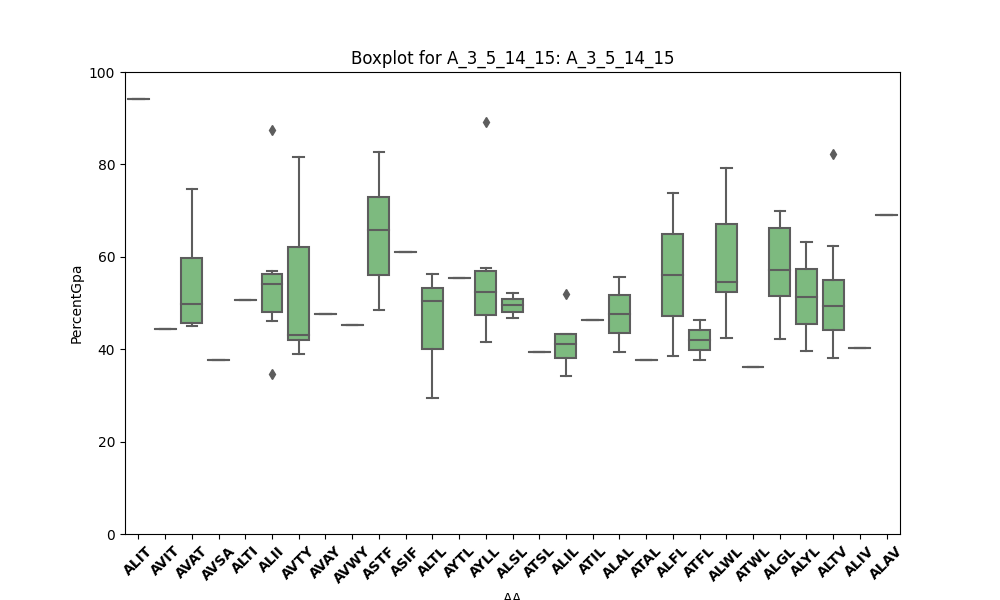 Boxplot for A_3_5_14_15: A_3_5_14_15
100
80
60
40
20
0
PercentGpa
ALIT AVIT AVAT AVSA ALTI ALII AVTY AVAY AVWY ASTF ASIF ALTL AYTL AYLL ALSL ATSL ALIL ATIL ALAL ATAL ALFL ATFL ALWL ATWL ALGL ALYL ALTV ALIV ALAV
AA